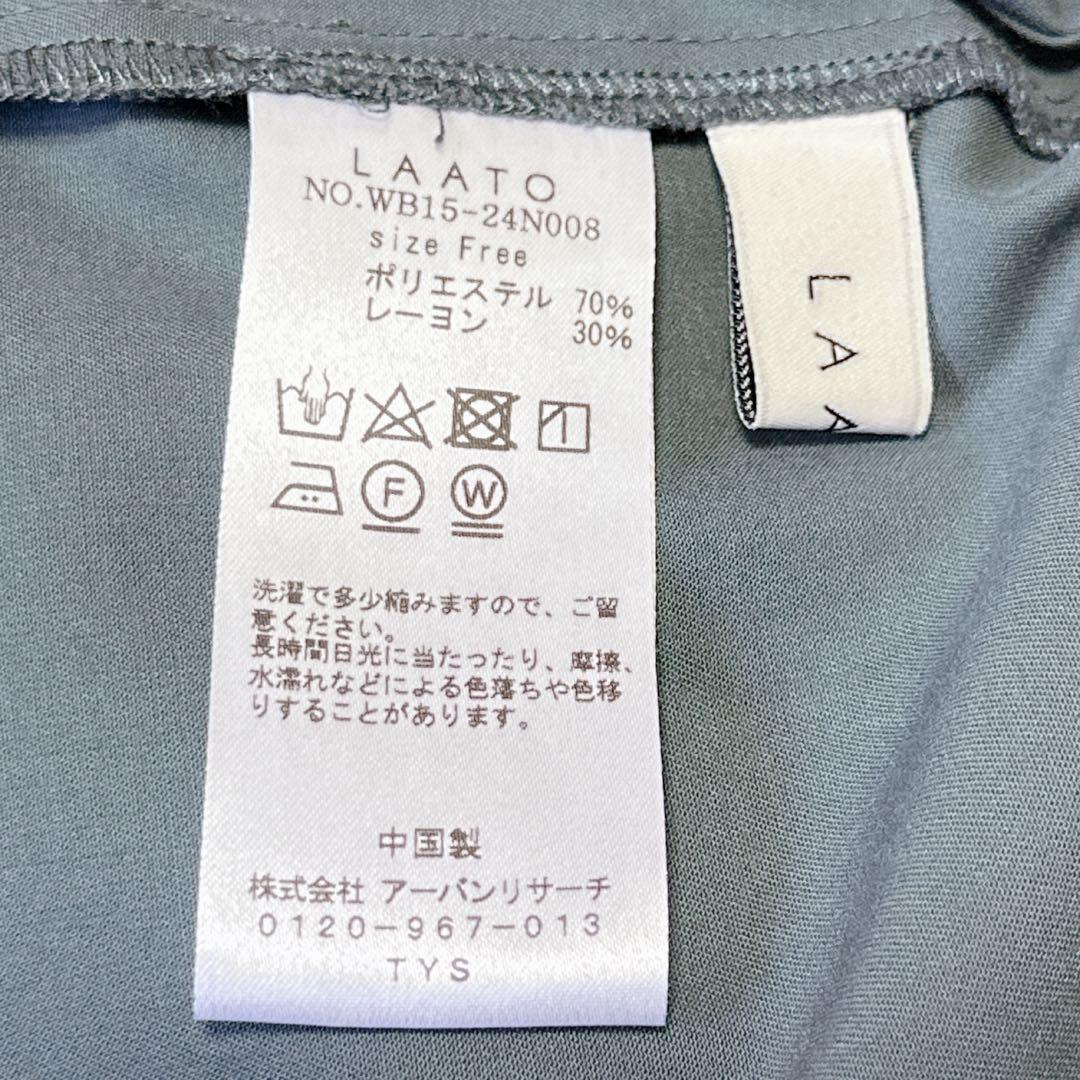 LAATO
NO.WB15-24N008
size Free
ポリエステル 70%
レーヨン 30%
F W
洗濯で多少縮みますので、ご留
意ください。
長時間日光に当たったり、摩擦、
水濡れなどによる色落ちや色移
りすることがあります。
中国製
株式会社 アーバンリサーチ
0120-967-013
TYS
LAA